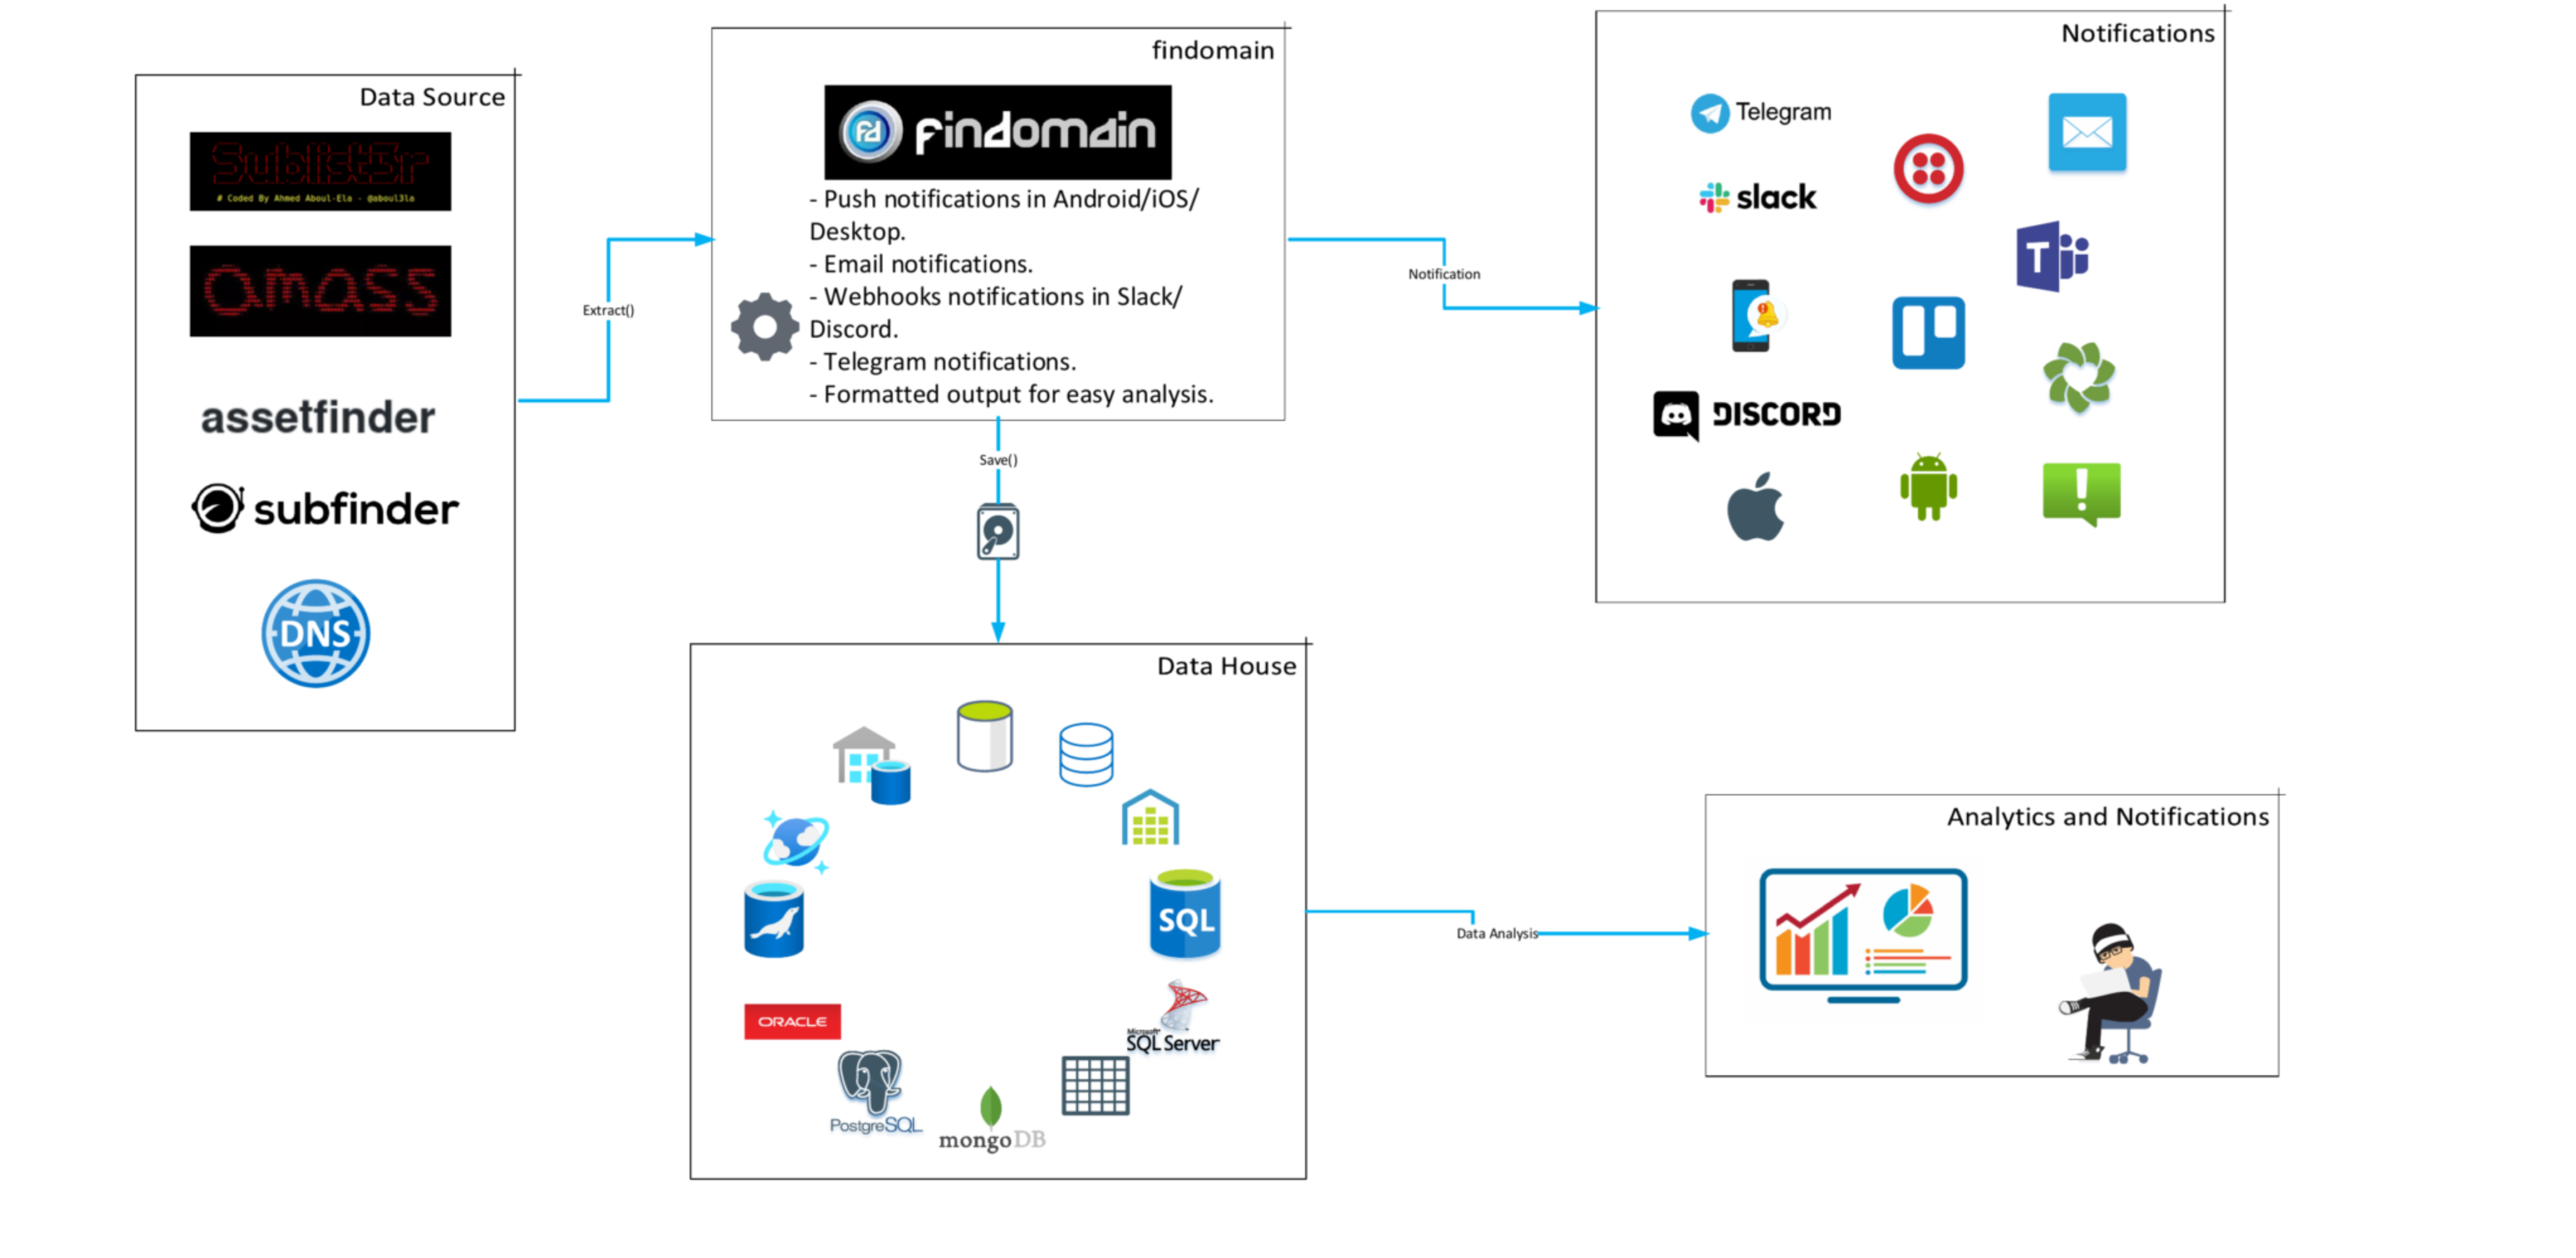 Data Source
Sublist3r
# Coded By Ahmed Aboul-Ela - @aboul3la
amass
assetfinder
subfinder
DNS
Extract()
findomain
fd findomain
- Push notifications in Android/iOS/
Desktop.
- Email notifications.
- Webhooks notifications in Slack/
Discord.
- Telegram notifications.
- Formatted output for easy analysis.
Notification
Notifications
Telegram
slack
T
DISCORD
!
Save()
Data House
SQL
ORACLE
Microsoft
SQL Server
PostgreSQL
mongoDB
Data Analysis
Analytics and Notifications